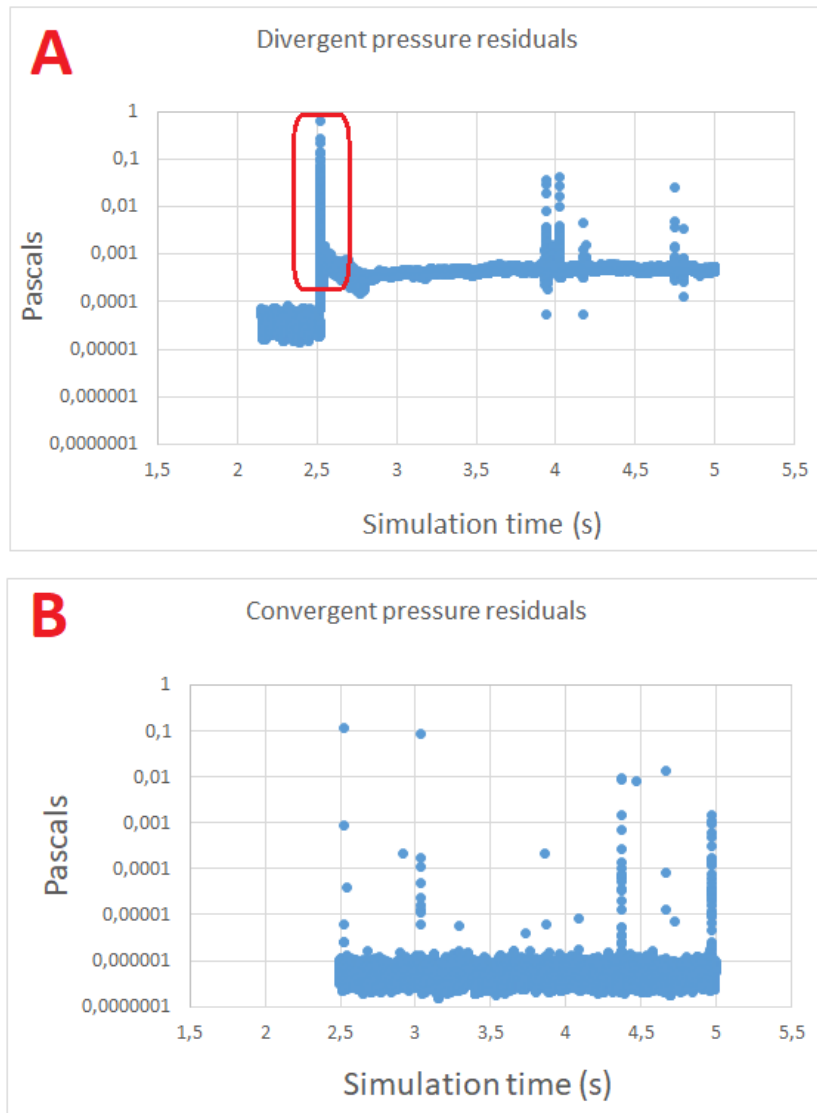 A
Divergent pressure residuals
1
0,1
0,01
0,001
0,0001
0,00001
0,000001
0,0000001
Pascals
1,5 2 2,5 3 3,5 4 4,5 5 5,5
Simulation time (s)
B
Convergent pressure residuals
1
0,1
0,01
0,001
0,0001
0,00001
0,000001
0,0000001
Pascals
1,5 2 2,5 3 3,5 4 4,5 5 5,5
Simulation time (s)